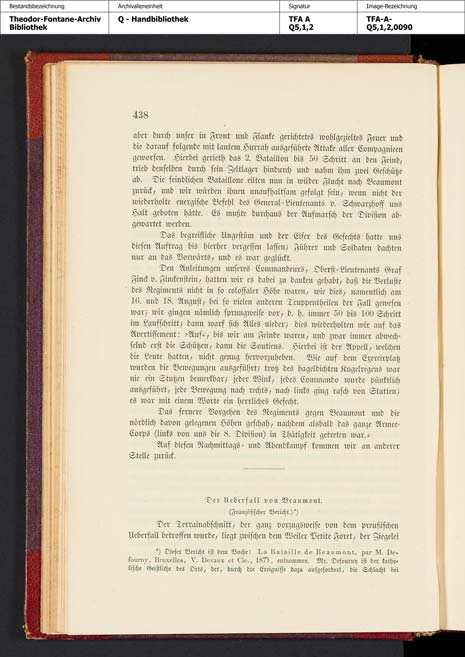 Bestandsbezeichnung
Theodor-Fontane-Archiv
Bibliothek
Archivalieneinheit
Q - Handbibliothek
Signatur
TFA A
Q5,1,2
Image-Bezeichnung
TFA-A-
Q5,1,2,0090
438
aber durch unser in Front und Flanke gerichtetes wohlgezieltes Feuer und
die darauf folgende mit lautem Hurrah ausgeführte Attake aller Compagnieen
geworfen. Hierbei gerieth das 2. Bataillon bis 50 Schritt an den Feind,
trieb denselben durch sein Zeltlager hindurch und nahm ihm zwei Geschütze
ab. Die feindlichen Bataillone eilten nun in wilder Flucht nach Beaumont
zurück, und wir würden ihnen unaufhaltsam gefolgt sein, wenn nicht der
wiederholte energische Befehl des General-Lieutenants v. Schwarzhoff uns
Halt geboten hätte. Es mußte durchaus der Aufmarsch der Division ab-
gewartet werden.
Das begreifliche Ungestüm und der Eifer des Gefechts hatte uns
diesen Auftrag bis hierher vergessen lassen; Führer und Soldaten dachten
nur an das Vorwärts, und es war geglückt.
Den Anleitungen unseres Commandeurs, Oberst-Lieutenants Graf
Finck v. Finckenstein, hatten wir es dabei zu danken gehabt, daß die Verluste
des Regiments nicht in so colossaler Höhe waren, wie dies, namentlich am
16. und 18. August, bei so vielen anderen Truppentheilen der Fall gewesen
war; wir gingen nämlich sprungweise vor, d. h. immer 50 bis 100 Schritt
im Laufschritt; dann warf sich Alles nieder; dies wiederholten wir auf das
Avertissement: »Auf«, bis wir am Feinde waren, und zwar immer abwech-
selnd erst die Schützen, dann die Soutiens. Hierbei ist der Appell, welchen
die Leute hatten, nicht genug hervorzuheben. Wie auf dem Exercirplatz
wurden die Bewegungen ausgeführt; trotz des hageldichten Kugelregens war
nie ein Stutzen bemerkbar; jeder Wink, jedes Commando wurde pünktlich
ausgeführt, jede Bewegung nach rechts, nach links ging rasch von Statten;
es war mit einem Worte ein herrliches Gefecht.
Das fernere Vorgehen des Regiments gegen Beaumont und die
nördlich davon gelegenen Höhen geschah, nachdem alsbald das ganze Armee-
Corps (links von uns die 8. Division) in Thätigkeit getreten war.«
Auf diesen Nachmittags- und Abendkampf kommen wir an anderer
Stelle zurück.
Der Ueberfall von Beaumont.
(Französischer Bericht.)*)
Der Terrainabschnitt, der ganz vorzugsweise von dem preußischen
Ueberfall betroffen wurde, liegt zwischen dem Weiler Petite Foret, der Ziegelei
*) Dieser Bericht ist dem Buche: La Bataille de Beaumont, par M. De-
fourny, Bruxelles, V. Devaux et Cie., 1871, entnommen. Mr. Defourny ist der katho-
lische Geistliche des Orts, der, durch die Ereignisse dazu aufgefordert, die Schlacht bei